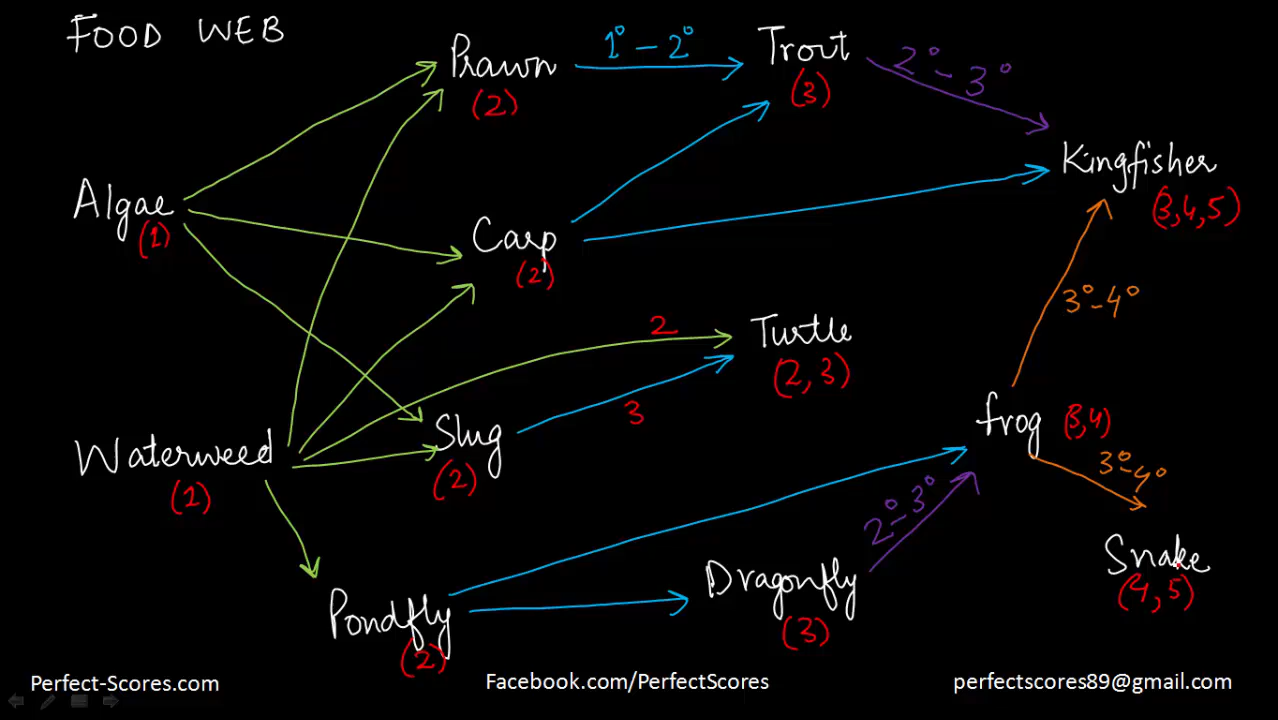 FOOD WEB
Prawn
(2)
1° – 2°
Trout
(3)
2° – 3°
Kingfisher
(3,4,5)
Algae
(1)
Carp
(2)
3°-4°
2
Turtle
(2, 3)
3
Slug
(2)
frog (3,4)
3°-4°
Waterweed
(1)
2°-3°
Snake
(4,5)
Dragonfly
(3)
Pondfly
(2)
Perfect-Scores.com
Facebook.com/PerfectScores
perfectscores89@gmail.com